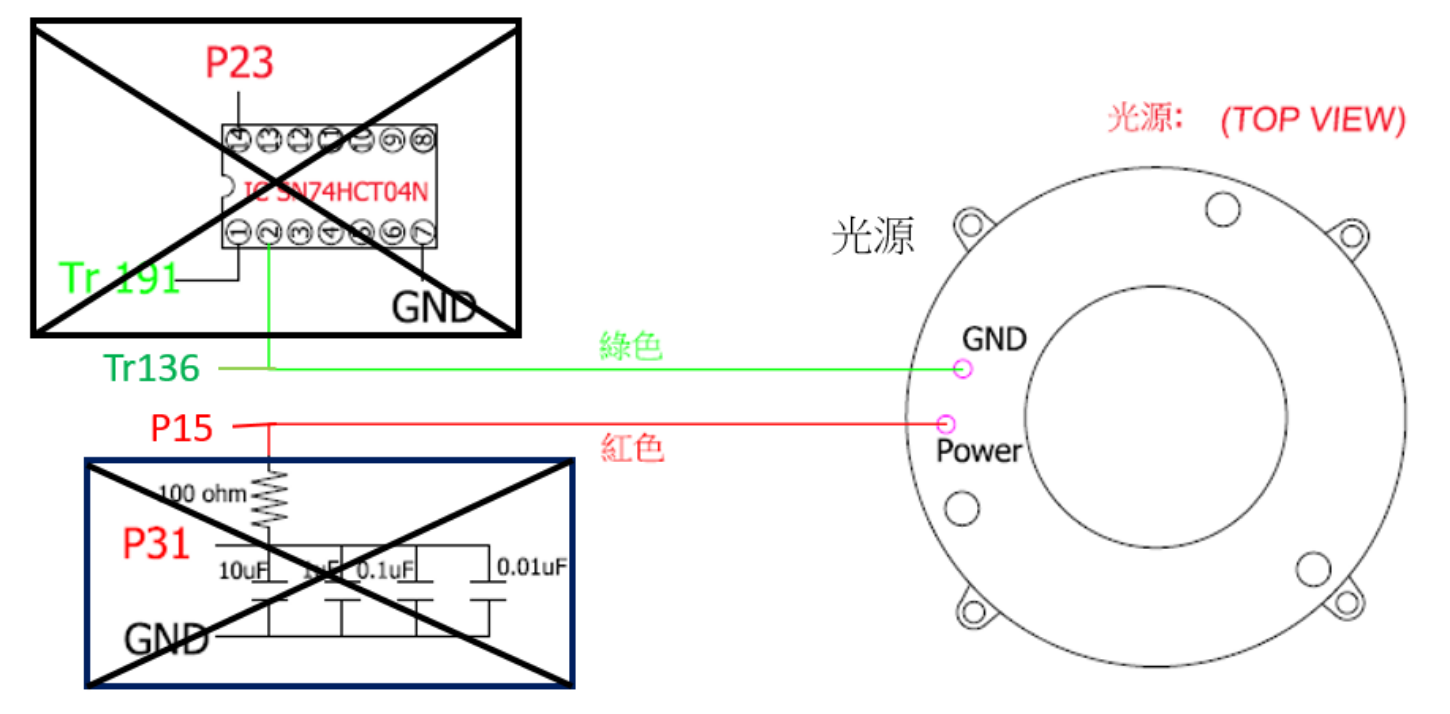 P23
14 13 12 11 10 9 8
IC SN74HCT04N
1 2 3 4 5 6 7
Tr 191
GND
光源: (TOP VIEW)
光源
Tr136
綠色
GND
P15
紅色
Power
100 ohm
P31
10uF 1uF 0.1uF 0.01uF
GND